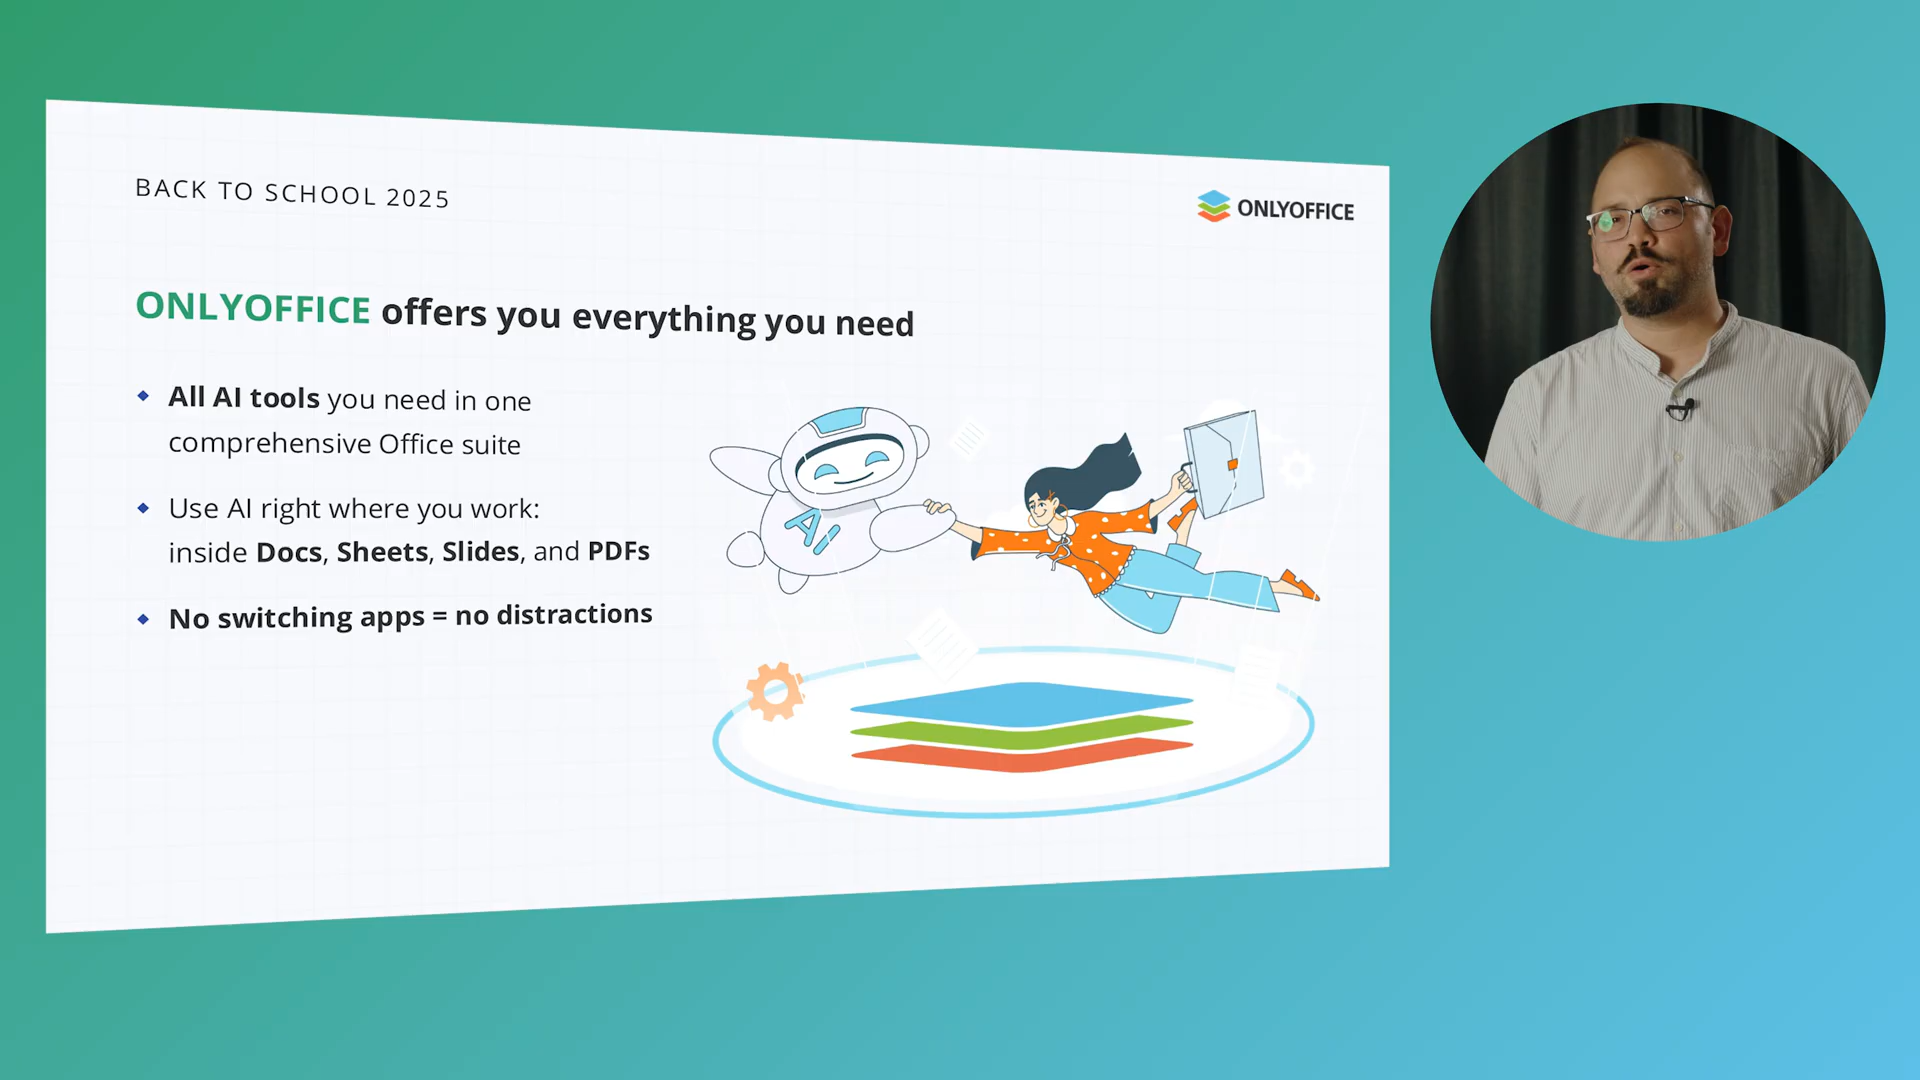 BACK TO SCHOOL 2025
ONLYOFFICE
ONLYOFFICE offers you everything you need
All AI tools you need in one
comprehensive Office suite
Use AI right where you work:
inside Docs, Sheets, Slides, and PDFs
No switching apps = no distractions
AI